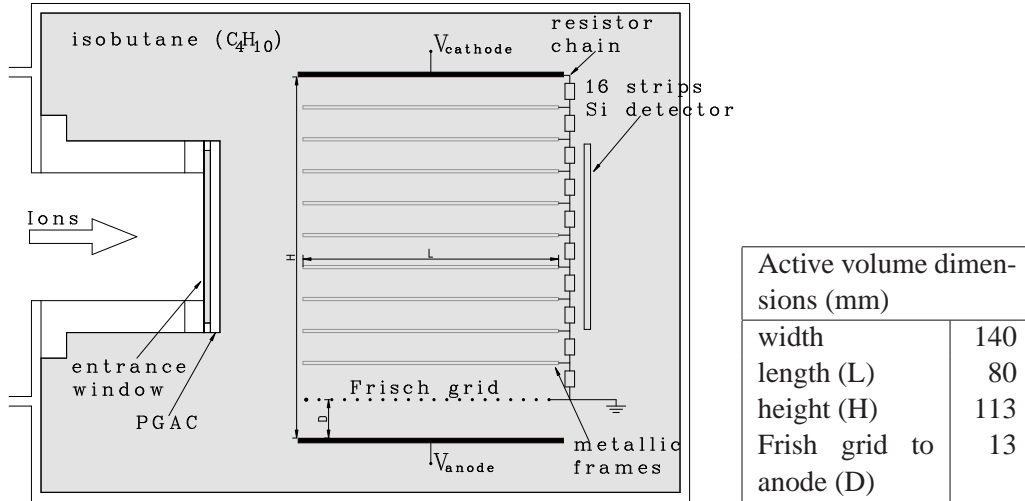 isobutane (C4H10)
Vcathode
resistor
chain
16 strips
Si detector
Ions
H
L
entrance
window
PGAC
Frisch grid
D
Vanode
metallic
frames
Active volume dimen-
sions (mm)
width 140
length (L) 80
height (H) 113
Frish grid to 13
anode (D)